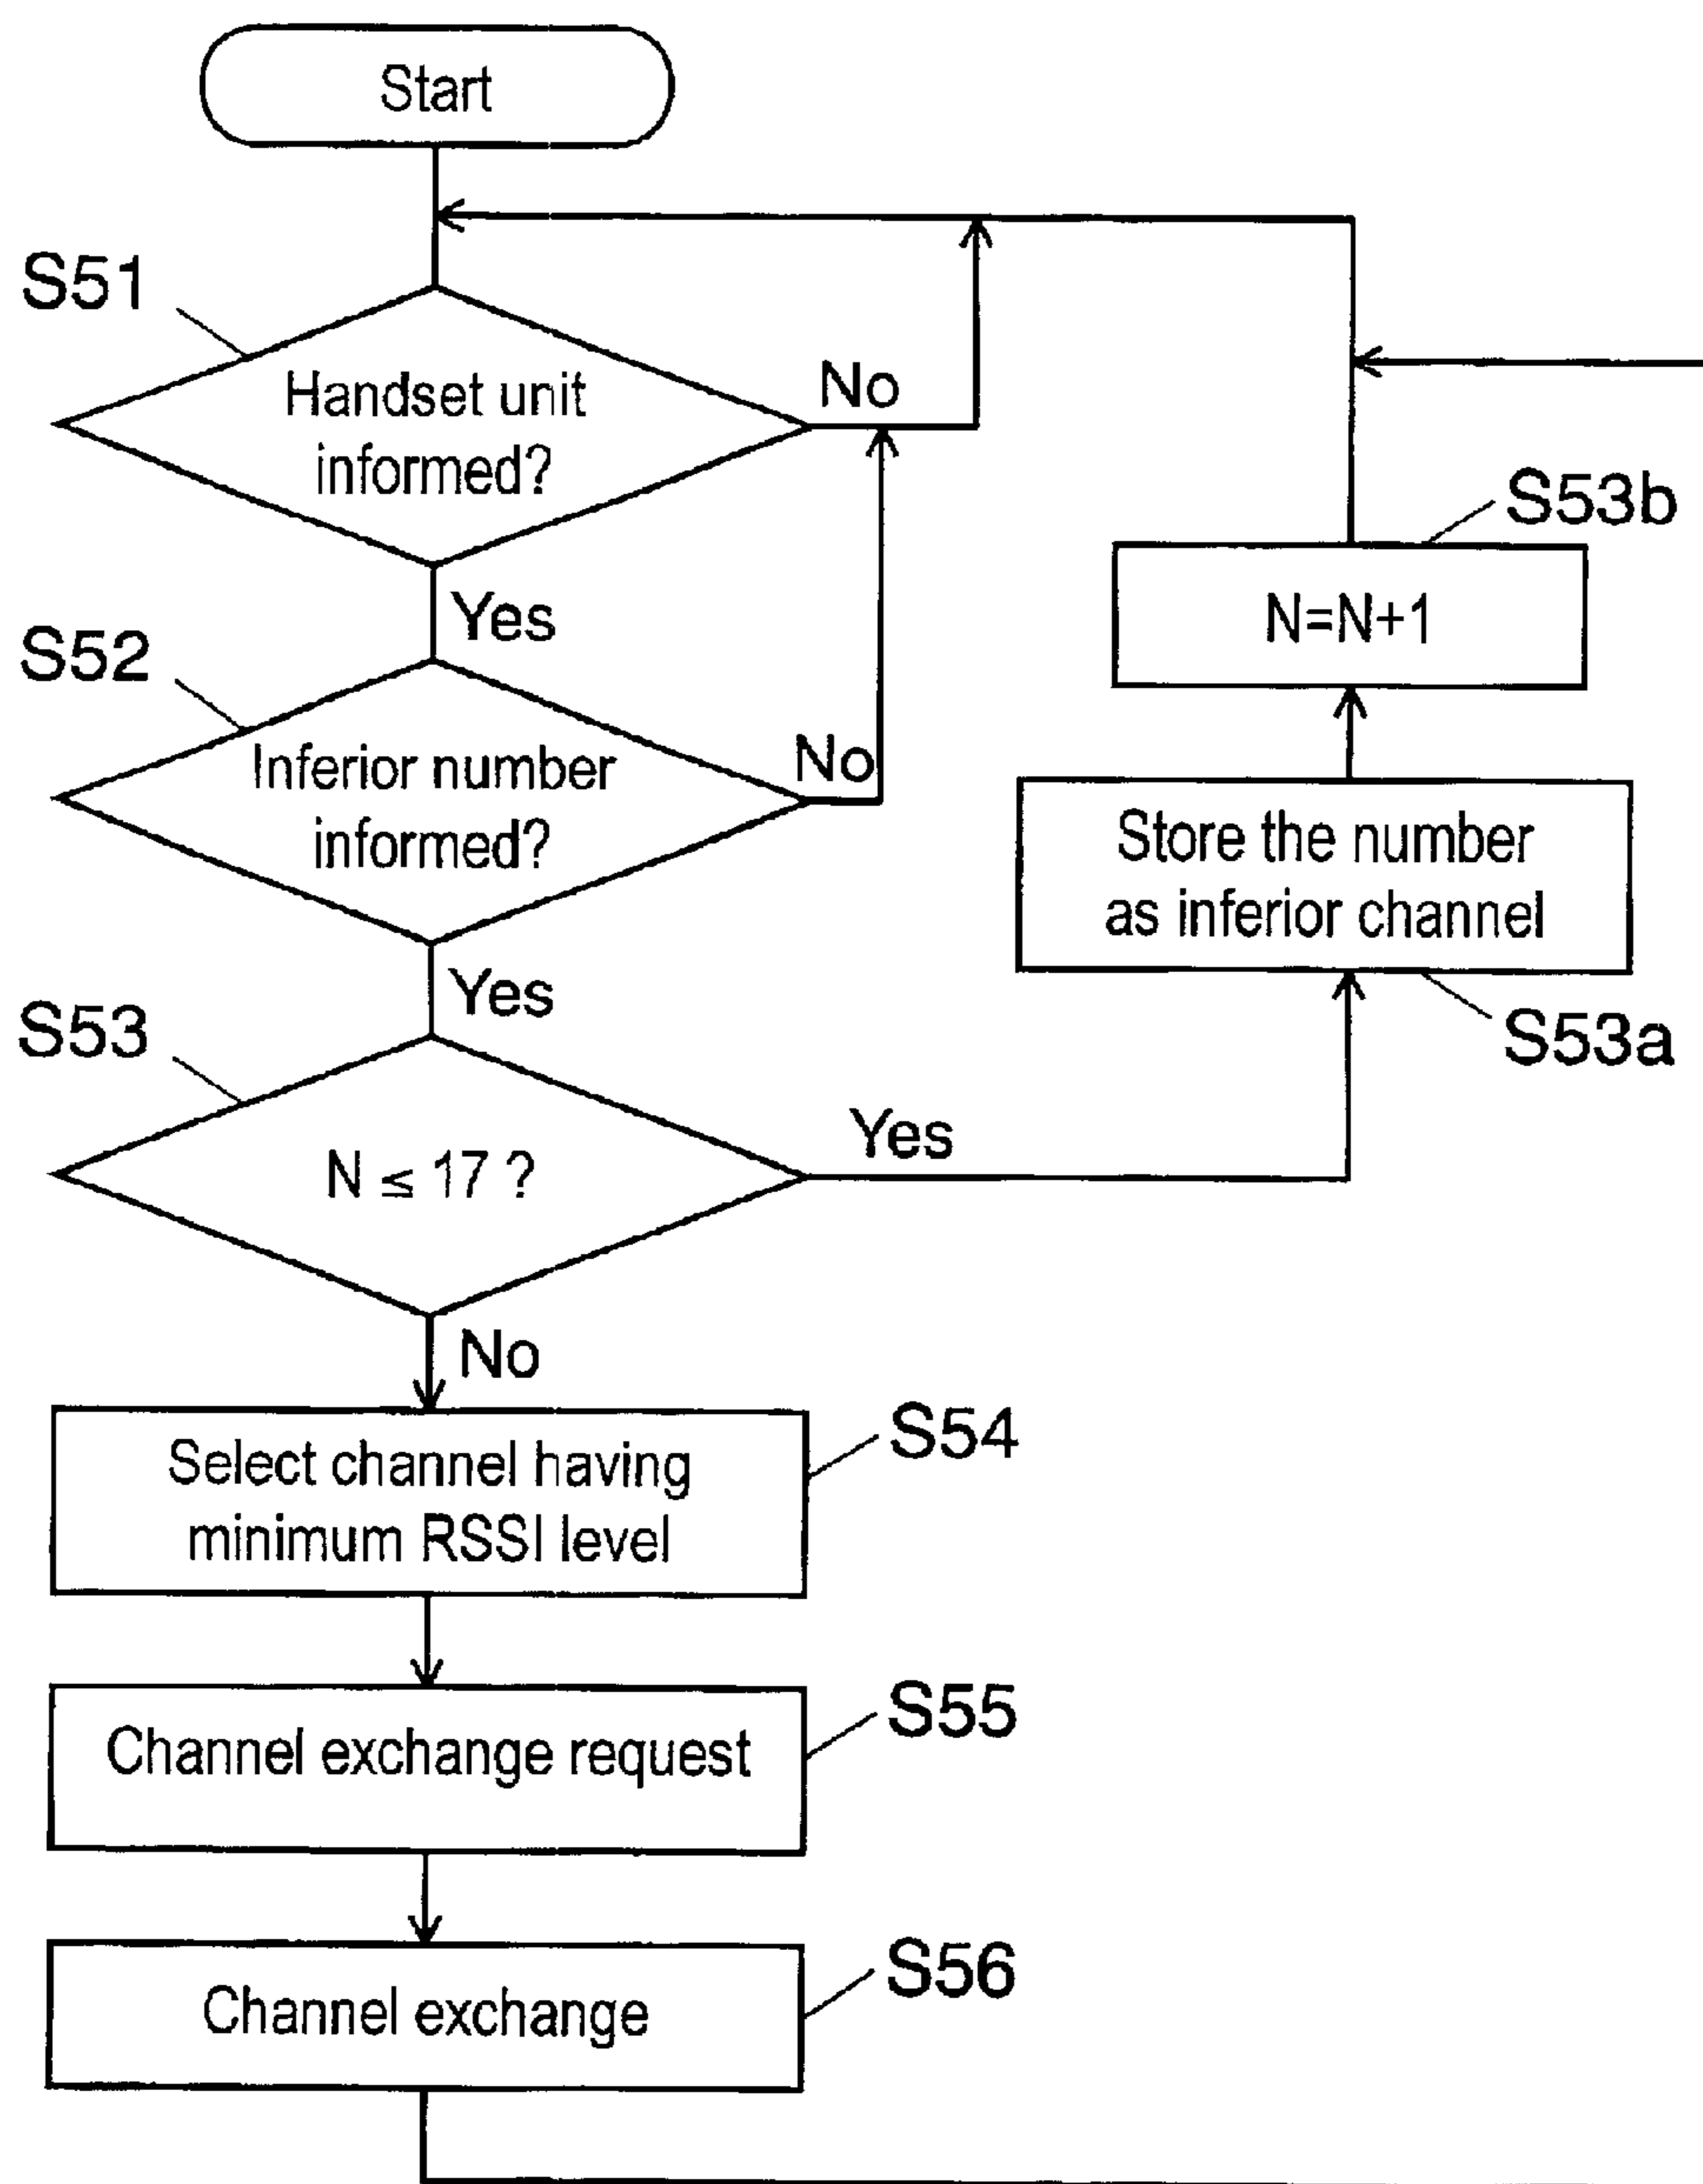 Start
S51
Handset unit
informed?
No
Yes
S52
Inferior number
informed?
No
Yes
S53
N ≤ 17 ?
Yes
No
S53b
N=N+1
Store the number
as inferior channel
S53a
S54
Select channel having
minimum RSSI level
S55
Channel exchange request
S56
Channel exchange